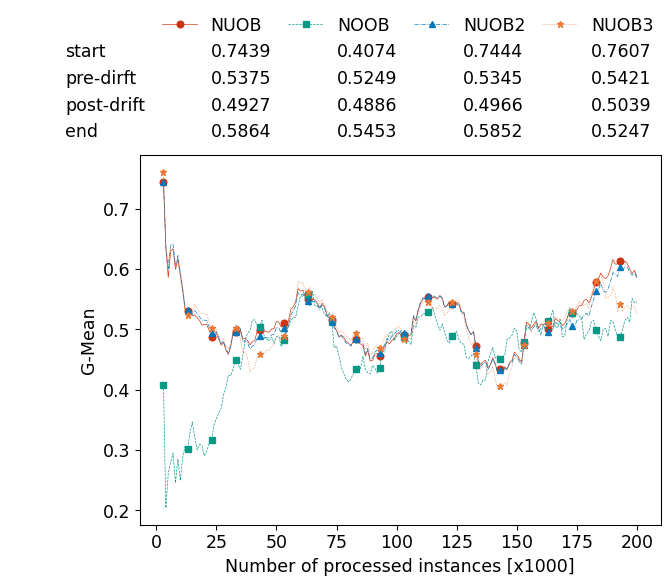 NUOB NOOB NUOB2 NUOB3
start 0.7439 0.4074 0.7444 0.7607
pre-dirft 0.5375 0.5249 0.5345 0.5421
post-drift 0.4927 0.4886 0.4966 0.5039
end 0.5864 0.5453 0.5852 0.5247
0.7
0.6
0.5
0.4
0.3
0.2
G-Mean
0 25 50 75 100 125 150 175 200
Number of processed instances [x1000]